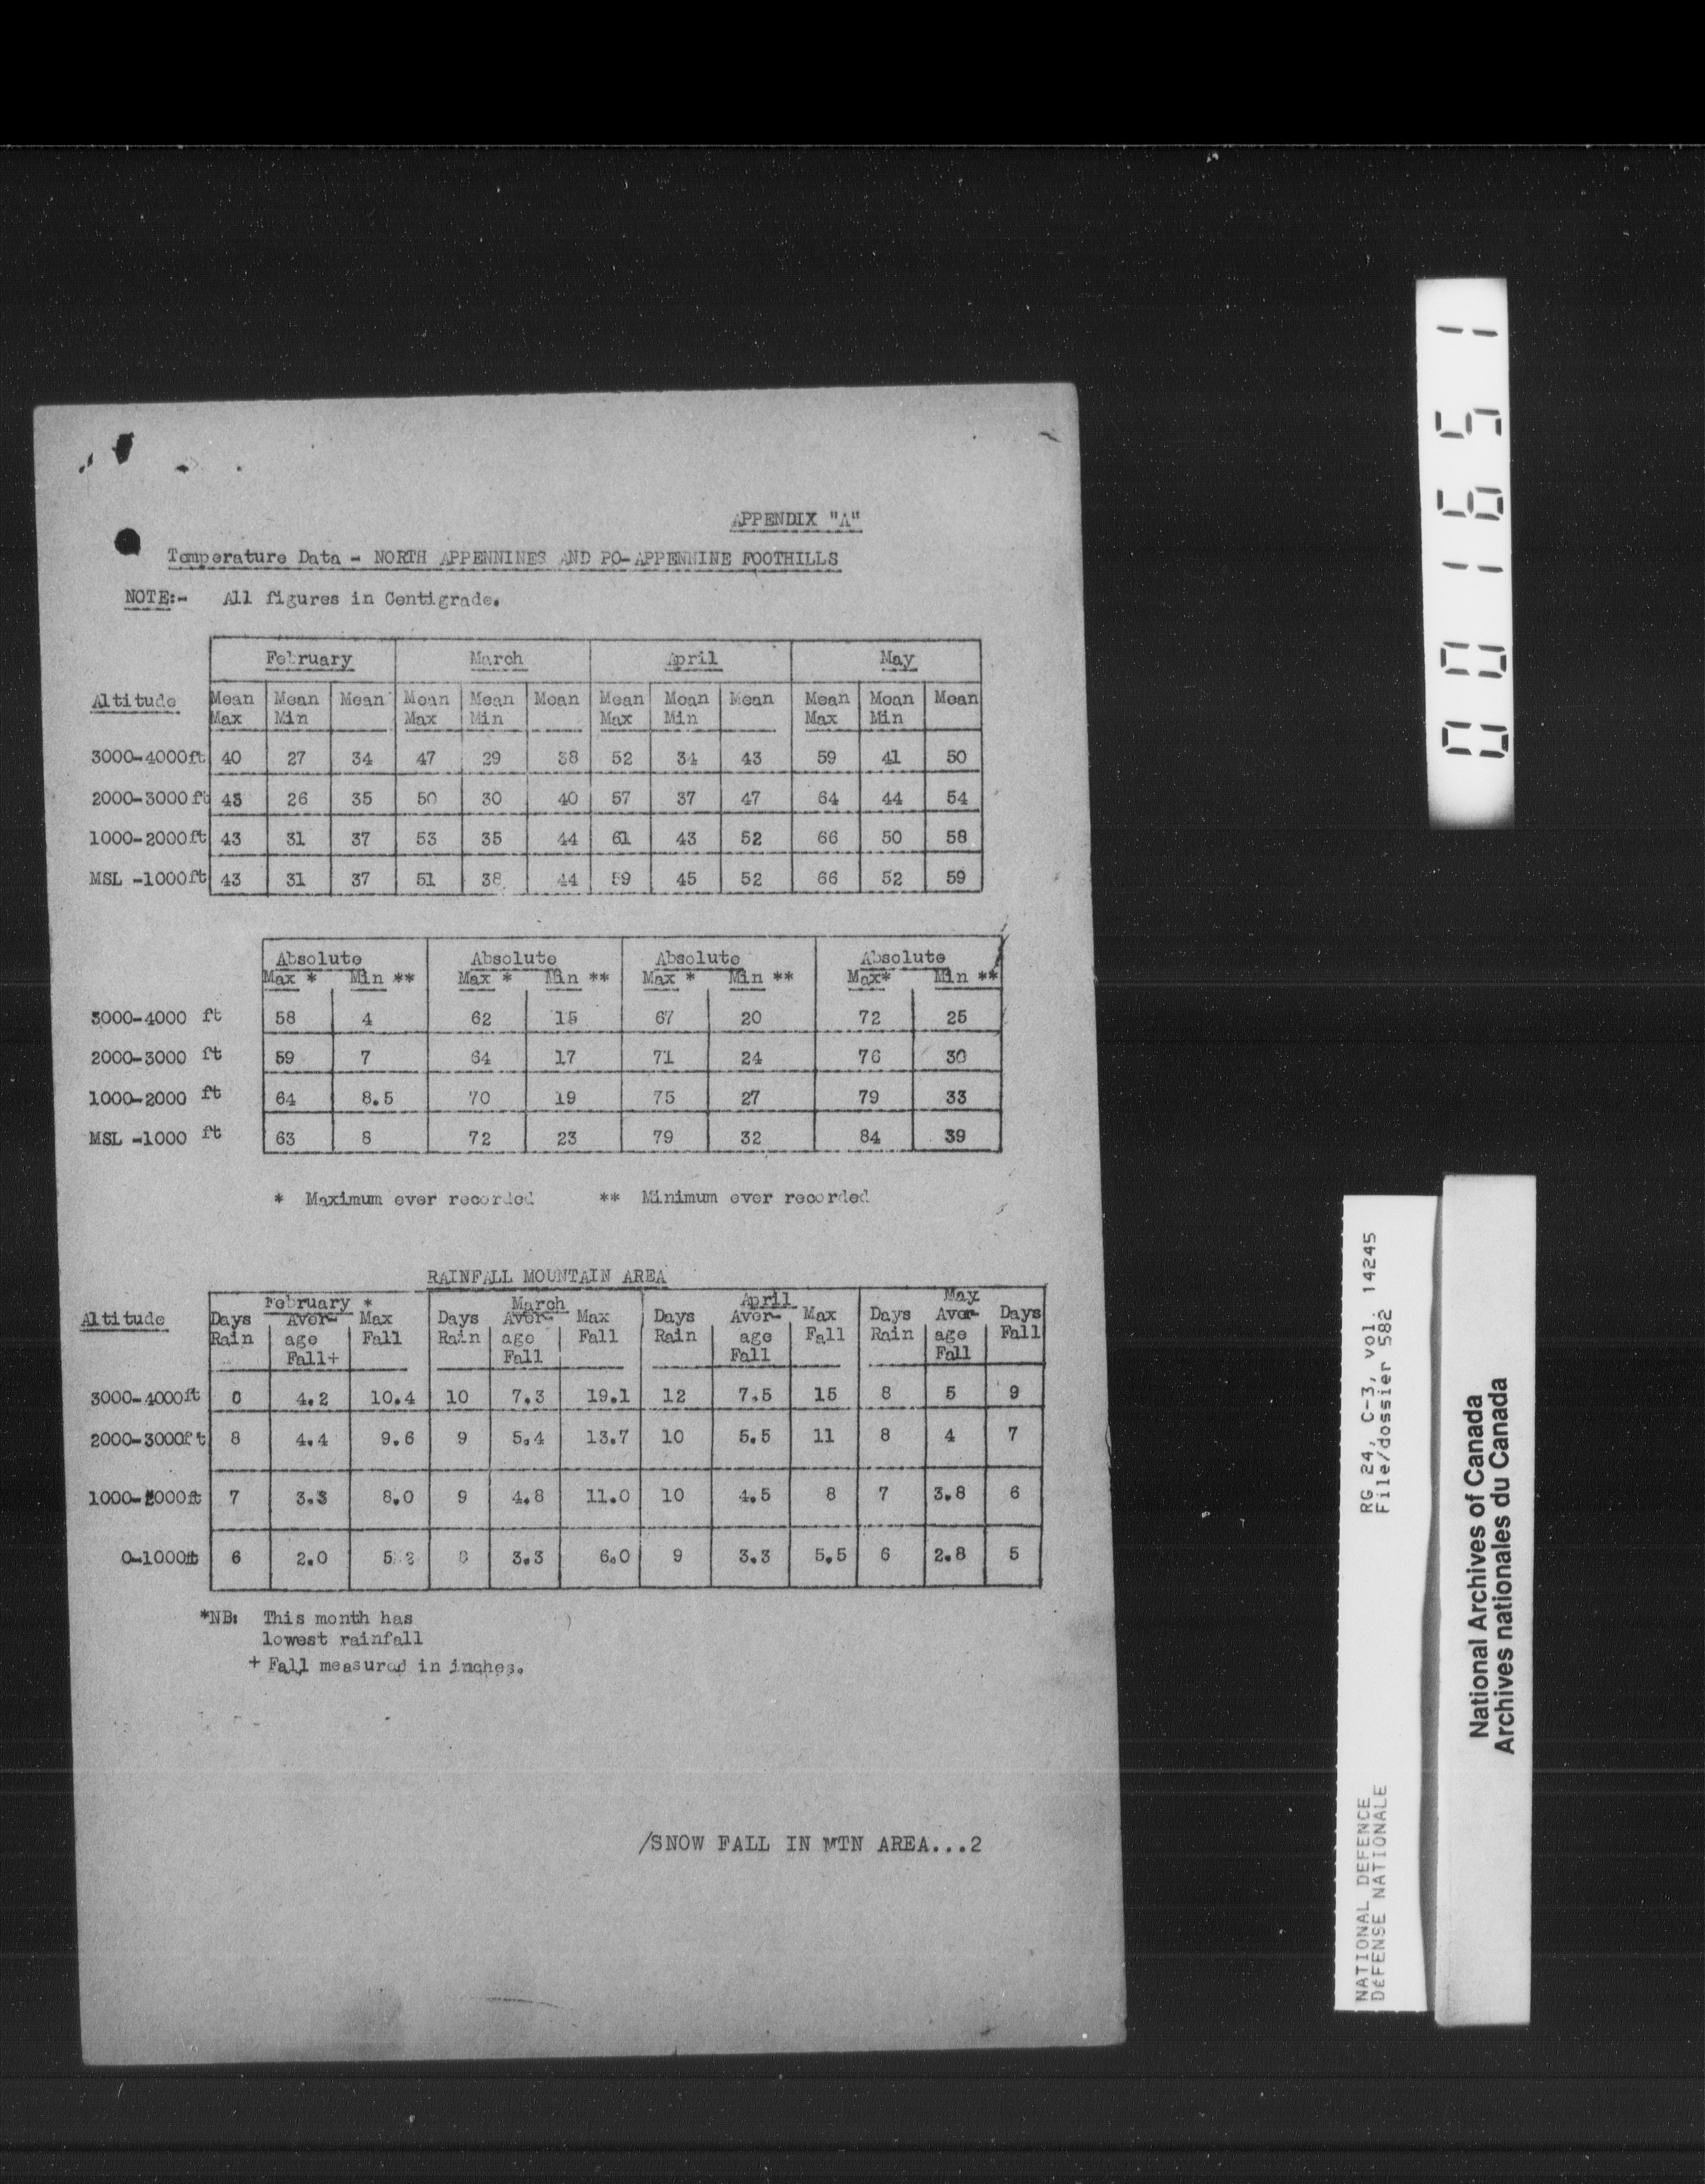 APPENDIX "A"
Temperature Data - NORTH APPENNINES AND PO-APPENNINE FOOTHILLS
NOTE:- All figures in Centigrade.
February March April May
Altitude Mean Max Mean Min Mean Mean Max Mean Min Mean Mean Max Mean Min Mean Mean Max Mean Min Mean
3000-4000ft 40 27 34 47 29 38 52 34 43 59 41 50
2000-3000ft 43 26 35 50 30 40 57 37 47 64 44 54
1000-2000ft 43 31 37 53 35 44 61 43 52 66 50 58
MSL -1000ft 43 31 37 51 38 44 59 45 52 66 52 59
Absolute Absolute Absolute Absolute
Max * Min ** Max * Min ** Max * Min ** Max* Min **
3000-4000 ft 58 4 62 15 67 20 72 25
2000-3000 ft 59 7 64 17 71 24 76 30
1000-2000 ft 64 8.5 70 19 75 27 79 33
MSL -1000 ft 63 8 72 23 79 32 84 39
* Maximum ever recorded ** Minimum ever recorded
RAINFALL MOUNTAIN AREA
February * March April May
Altitude Days Aver- Max Days Aver- Max Days Aver- Max Days Aver- Days
Rain age Fall Rain age Fall Rain age Fall Rain age Fall
Fall+ Fall Fall Fall
3000-4000ft 4.2 10.4 10 7.3 19.1 12 7.5 15 8 5 9
2000-3000ft 8 4.4 9.6 9 5.4 13.7 10 5.5 11 8 4 7
1000-2000ft 7 3.3 8.0 9 4.8 11.0 10 4.5 8 7 3.8 6
0-1000ft 6 2.0 3.3 6.0 9 3.3 5.5 6 2.8 5
*NB: This month has
lowest rainfall
+ Fall measured in inches.
/SNOW FALL IN MTN AREA...2
001651
NATIONAL DEFENCE RG 24, C-3, vol. 14245
DéFENSE NATIONALE File/dossier 582
National Archives of Canada
Archives nationales du Canada